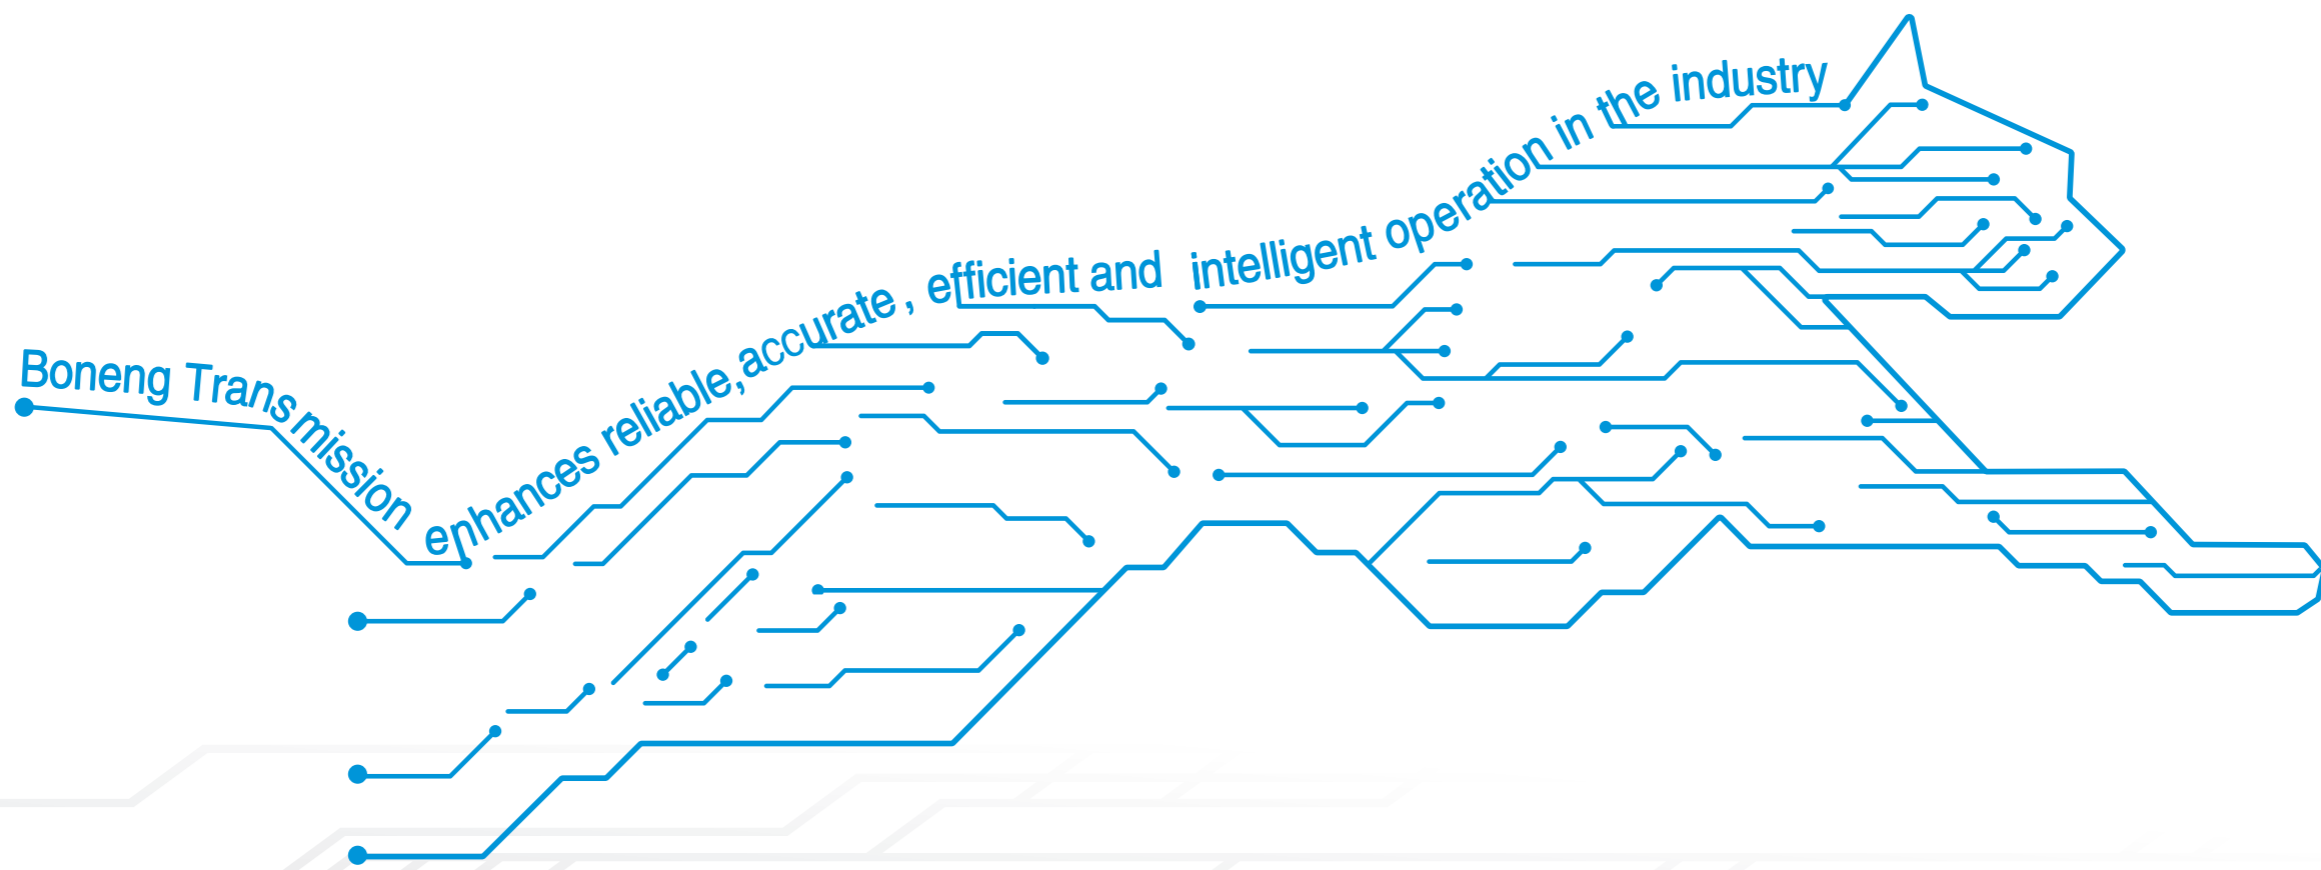 Boneng Transmission enhances reliable,accurate, efficient and intelligent operation in the industry